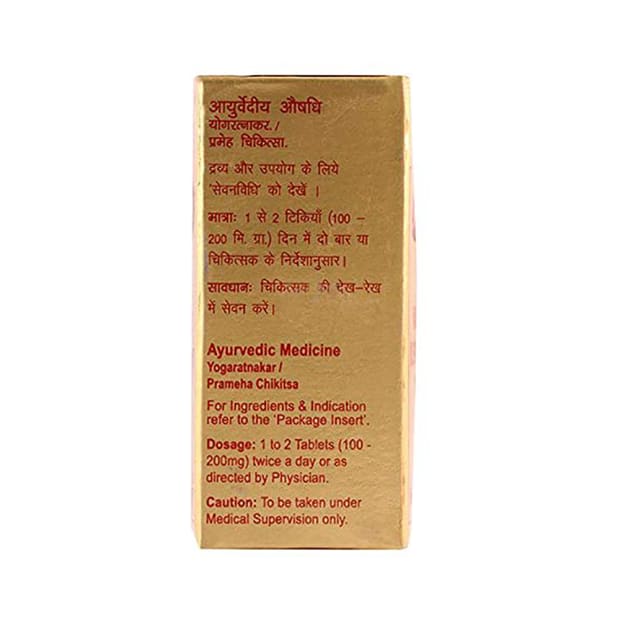 आयुर्वेदीय औषधि
योगरत्नाकर. /
प्रमेह चिकित्सा.
द्रव्य और उपयोग के लिये
'सेवनविधि' को देखें ।
मात्राः 1 से 2 टिकियाँ (100 –
200 मि. ग्रा.) दिन में दो बार या
चिकित्सक के निर्देशानुसार।
सावधानः चिकित्सक की देख–रेख
में सेवन करें।
Ayurvedic Medicine
Yogaratnakar /
Prameha Chikitsa
For Ingredients & Indication
refer to the 'Package Insert'.
Dosage: 1 to 2 Tablets (100 -
200mg) twice a day or as
directed by Physician.
Caution: To be taken under
Medical Supervision only.